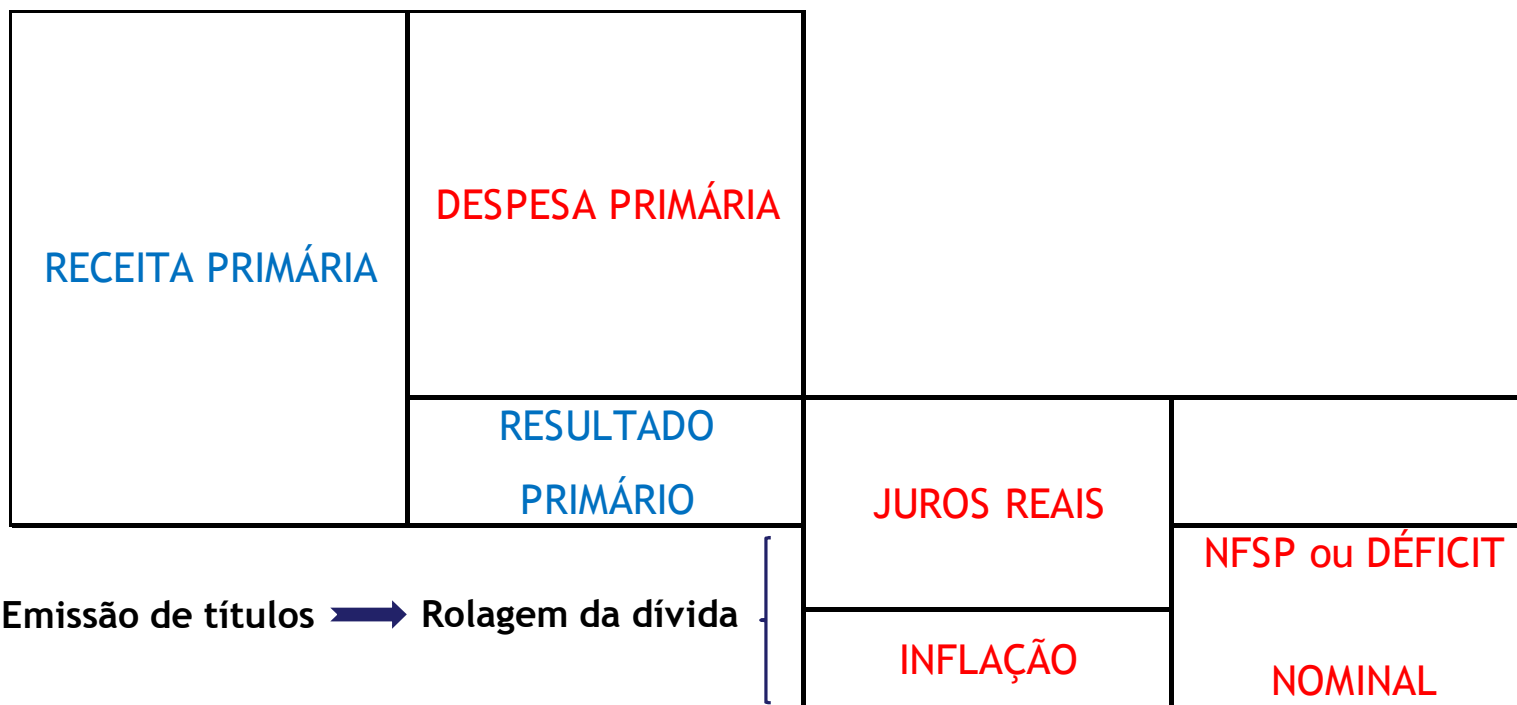 RECEITA PRIMÁRIA
DESPESA PRIMÁRIA
RESULTADO
PRIMÁRIO
JUROS REAIS
NFSP ou DÉFICIT
NOMINAL
Emissão de títulos
Rolagem da dívida
INFLAÇÃO